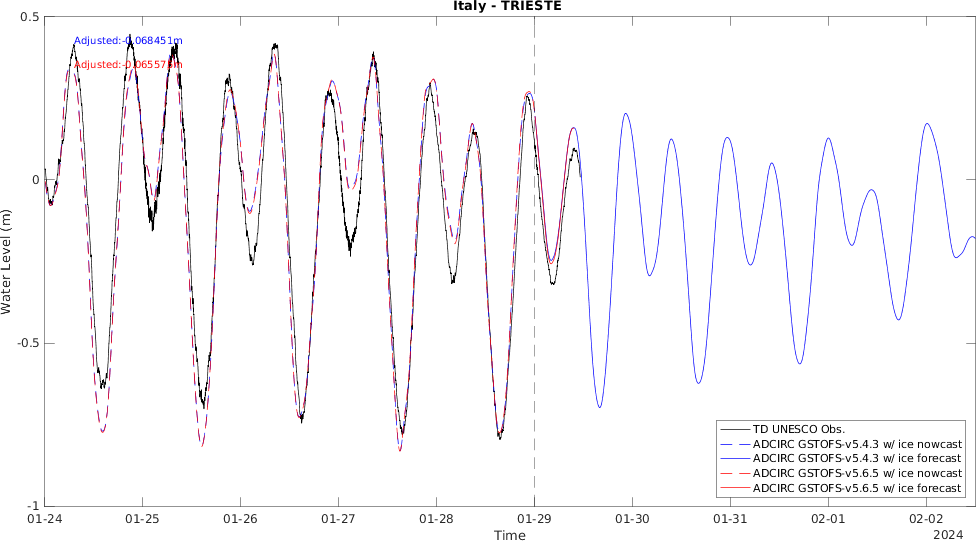 Italy - TRIESTE
0.5
Adjusted:-0.068451m
Adjusted:-0.065575m
0
-0.5
-1
Water Level (m)
TD UNESCO Obs.
ADCIRC GSTOFS-v5.4.3 w/ ice nowcast
ADCIRC GSTOFS-v5.4.3 w/ ice forecast
ADCIRC GSTOFS-v5.6.5 w/ ice nowcast
ADCIRC GSTOFS-v5.6.5 w/ ice forecast
01-24 01-25 01-26 01-27 01-28 01-29 01-30 01-31 02-01 02-02
Time
2024